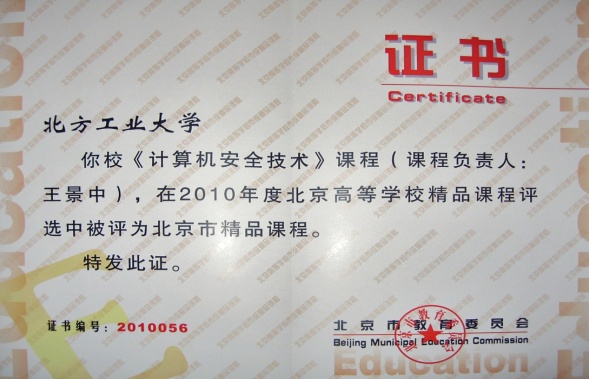 证书
Certificate
北方工业大学
你校《计算机安全技术》课程（课程负责人：
王景中），在2010年度北京高等学校精品课程评
选中被评为北京市精品课程。
特发此证。
证书编号：2010056
北京市教育委员会
Beijing Municipal Education Commission
Education
Education
Education